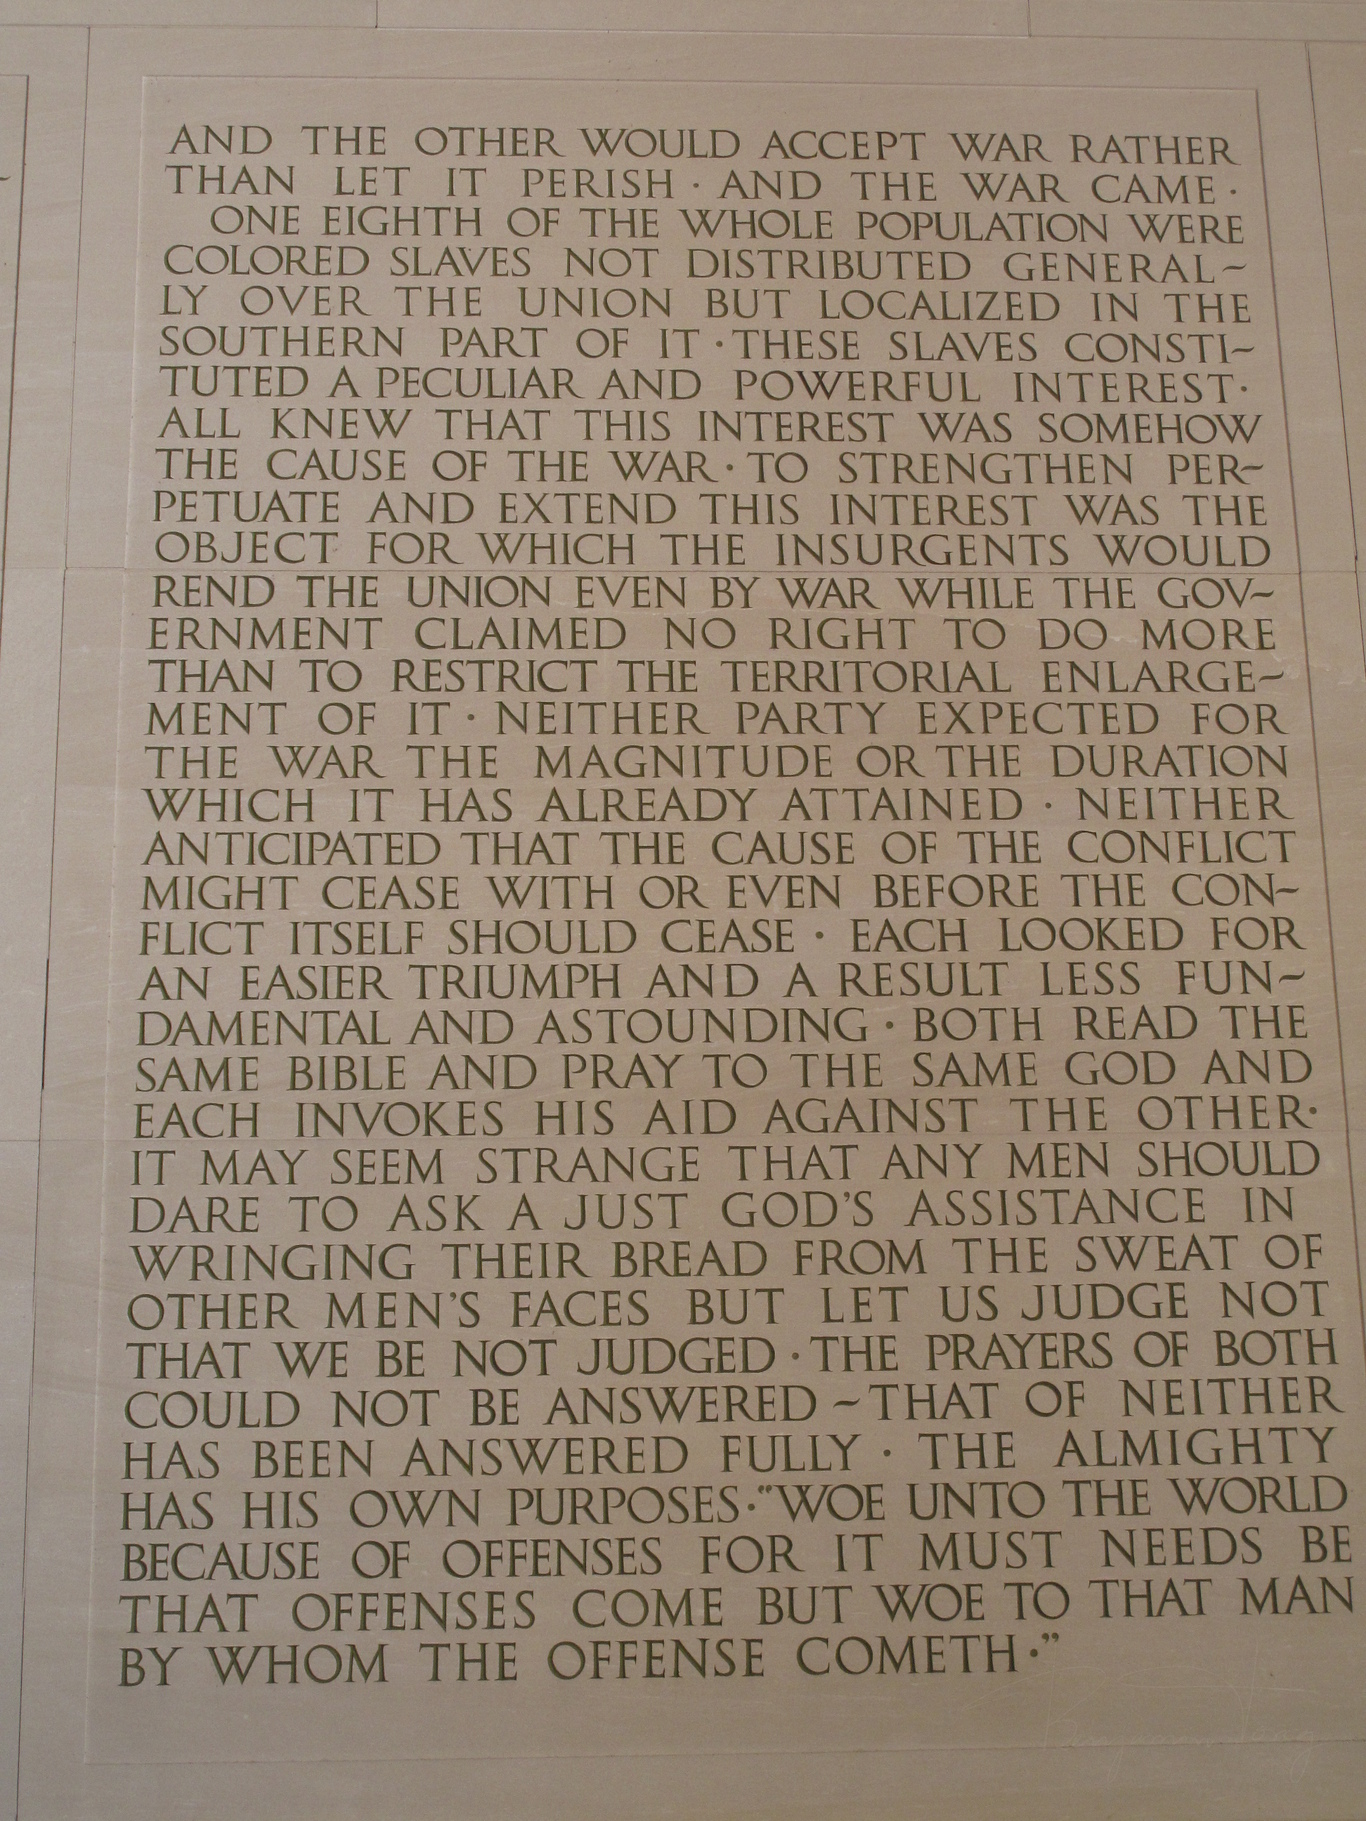 AND THE OTHER WOULD ACCEPT WAR RATHER
THAN LET IT PERISH · AND THE WAR CAME ·
ONE EIGHTH OF THE WHOLE POPULATION WERE
COLORED SLAVES NOT DISTRIBUTED GENERAL~
LY OVER THE UNION BUT LOCALIZED IN THE
SOUTHERN PART OF IT · THESE SLAVES CONSTI~
TUTED A PECULIAR AND POWERFUL INTEREST ·
ALL KNEW THAT THIS INTEREST WAS SOMEHOW
THE CAUSE OF THE WAR · TO STRENGTHEN PER~
PETUATE AND EXTEND THIS INTEREST WAS THE
OBJECT FOR WHICH THE INSURGENTS WOULD
REND THE UNION EVEN BY WAR WHILE THE GOV~
ERNMENT CLAIMED NO RIGHT TO DO MORE
THAN TO RESTRICT THE TERRITORIAL ENLARGE~
MENT OF IT · NEITHER PARTY EXPECTED FOR
THE WAR THE MAGNITUDE OR THE DURATION
WHICH IT HAS ALREADY ATTAINED · NEITHER
ANTICIPATED THAT THE CAUSE OF THE CONFLICT
MIGHT CEASE WITH OR EVEN BEFORE THE CON~
FLICT ITSELF SHOULD CEASE · EACH LOOKED FOR
AN EASIER TRIUMPH AND A RESULT LESS FUN~
DAMENTAL AND ASTOUNDING · BOTH READ THE
SAME BIBLE AND PRAY TO THE SAME GOD AND
EACH INVOKES HIS AID AGAINST THE OTHER ·
IT MAY SEEM STRANGE THAT ANY MEN SHOULD
DARE TO ASK A JUST GOD'S ASSISTANCE IN
WRINGING THEIR BREAD FROM THE SWEAT OF
OTHER MEN'S FACES BUT LET US JUDGE NOT
THAT WE BE NOT JUDGED · THE PRAYERS OF BOTH
COULD NOT BE ANSWERED ~ THAT OF NEITHER
HAS BEEN ANSWERED FULLY · THE ALMIGHTY
HAS HIS OWN PURPOSES · "WOE UNTO THE WORLD
BECAUSE OF OFFENSES FOR IT MUST NEEDS BE
THAT OFFENSES COME BUT WOE TO THAT MAN
BY WHOM THE OFFENSE COMETH · "